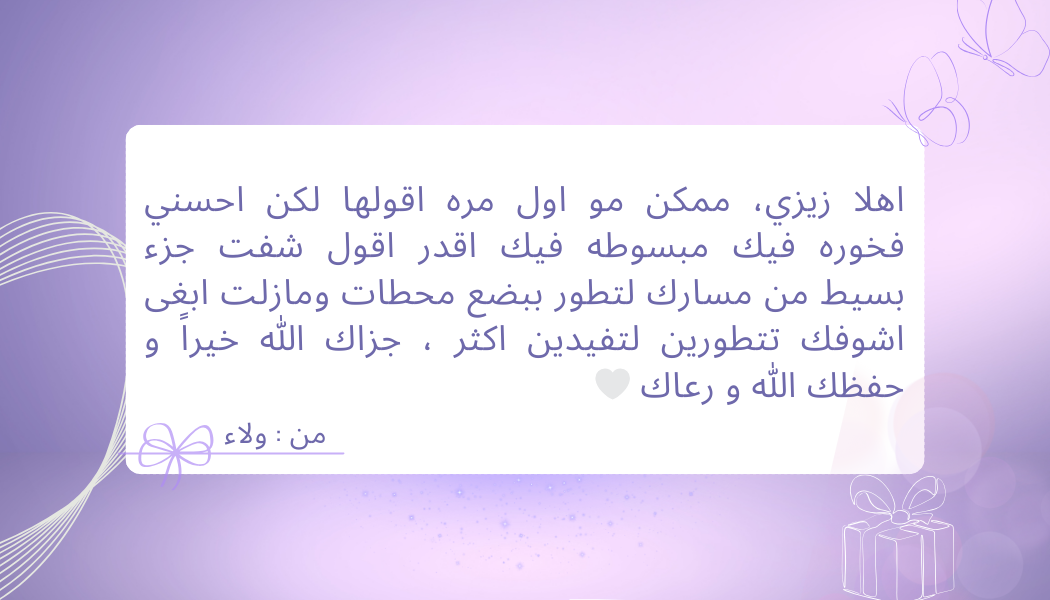 اهلا زيزي، ممكن مو اول مره اقولها لكن احسني
فخوره فيك مبسوطه فيك اقدر اقول شفت جزء
بسيط من مسارك لتطور ببضع محطات ومازلت ابغى
اشوفك تتطورين لتفيدين اكثر ، جزاك الله خيراً و
حفظك الله و رعاك 🤍
من : ولاء